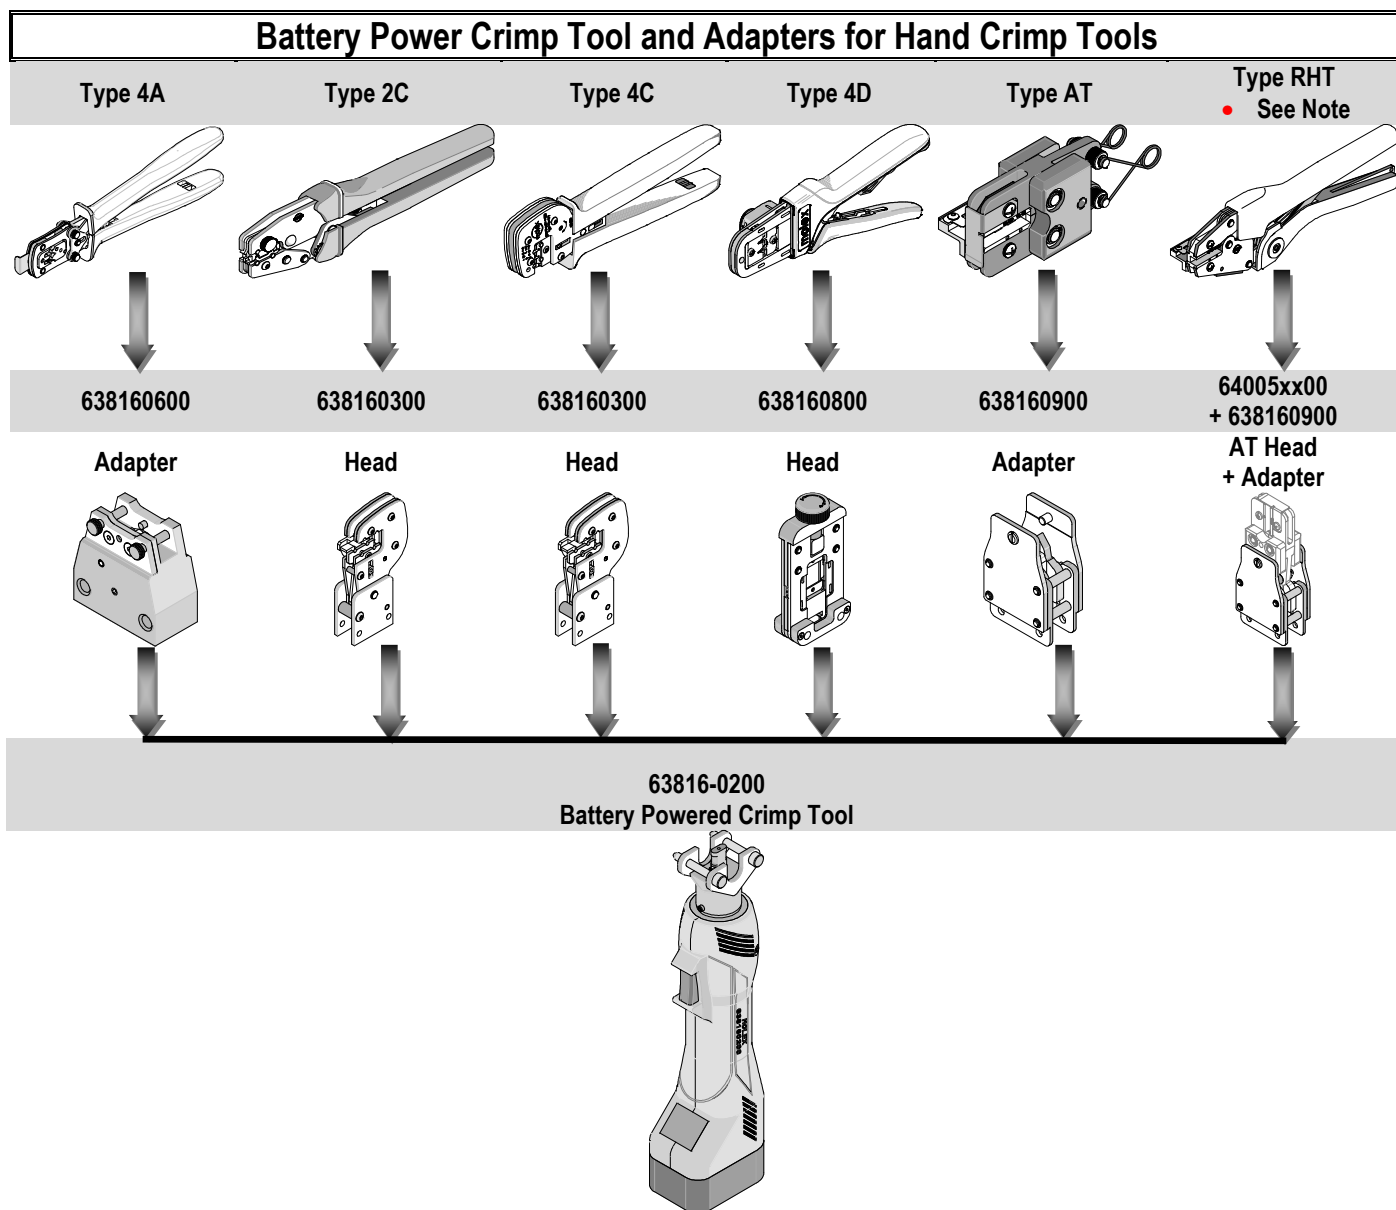 Battery Power Crimp Tool and Adapters for Hand Crimp Tools
Type 4A
Type 2C
Type 4C
Type 4D
Type AT
Type RHT
• See Note
molex
638160600
638160300
638160300
638160800
638160900
64005xx00
+ 638160900
Adapter
Head
Head
Head
Adapter
AT Head
+ Adapter
63816-0200
Battery Powered Crimp Tool
MOLEX